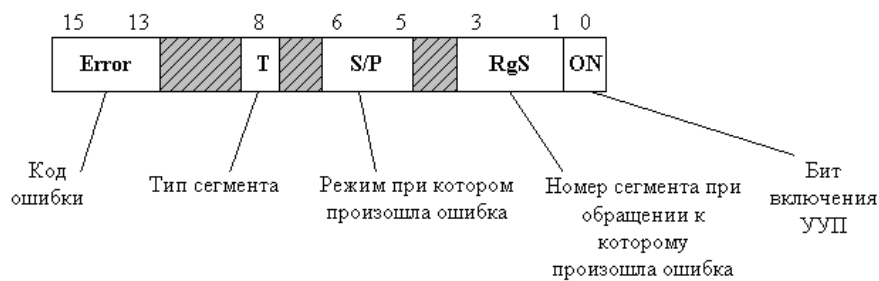 15 13 8 6 5 3 1 0
Error T S/P RgS ON
Код
ошибки
Тип сегмента
Режим при котором
произошла ошибка
Номер сегмента при
обращении к
которому
произошла ошибка
Бит
включения
УУП